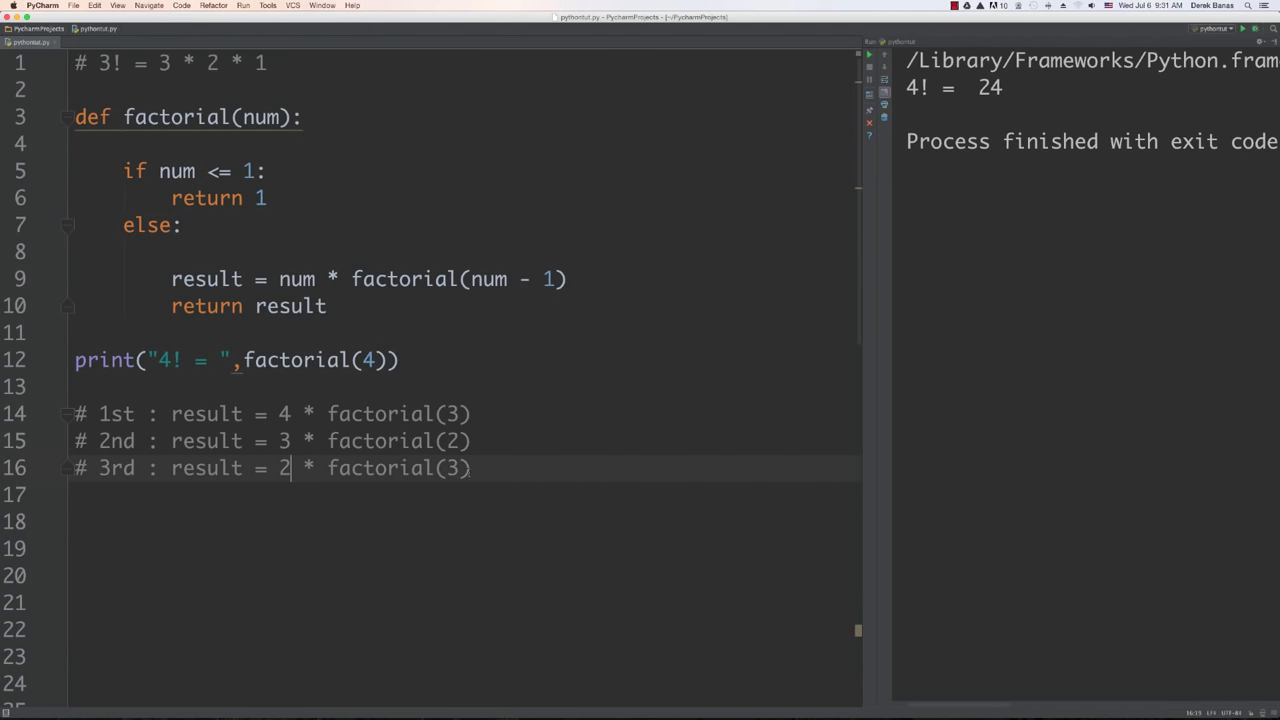 PyCharm File Edit View Navigate Code Refactor Run Tools VCS Window Help 10 Wed Jul 6 9:31 AM Derek Banas
pythontut.py - PycharmProjects - [~/PycharmProjects]
PycharmProjects pythontut.py pythontut
pythontut.py
Run pythontut
1 # 3! = 3 * 2 * 1
2
3 def factorial(num):
4
5 if num <= 1:
6 return 1
7 else:
8
9 result = num * factorial(num - 1)
10 return result
11
12 print("4! = ",factorial(4))
13
14 # 1st : result = 4 * factorial(3)
15 # 2nd : result = 3 * factorial(2)
16 # 3rd : result = 2 * factorial(3)
17
18
19
20
21
22
23
24
/Library/Frameworks/Python.fram
4! =  24
Process finished with exit code
LF÷ UTF-8÷